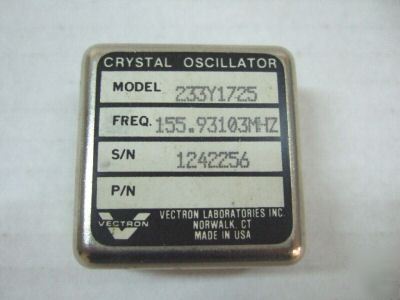 CRYSTAL OSCILLATOR
MODEL 233Y1725
FREQ. 155.93103MHZ
S/N 1242256
P/N
VECTRON
VECTRON LABORATORIES INC.
NORWALK, CT
MADE IN USA